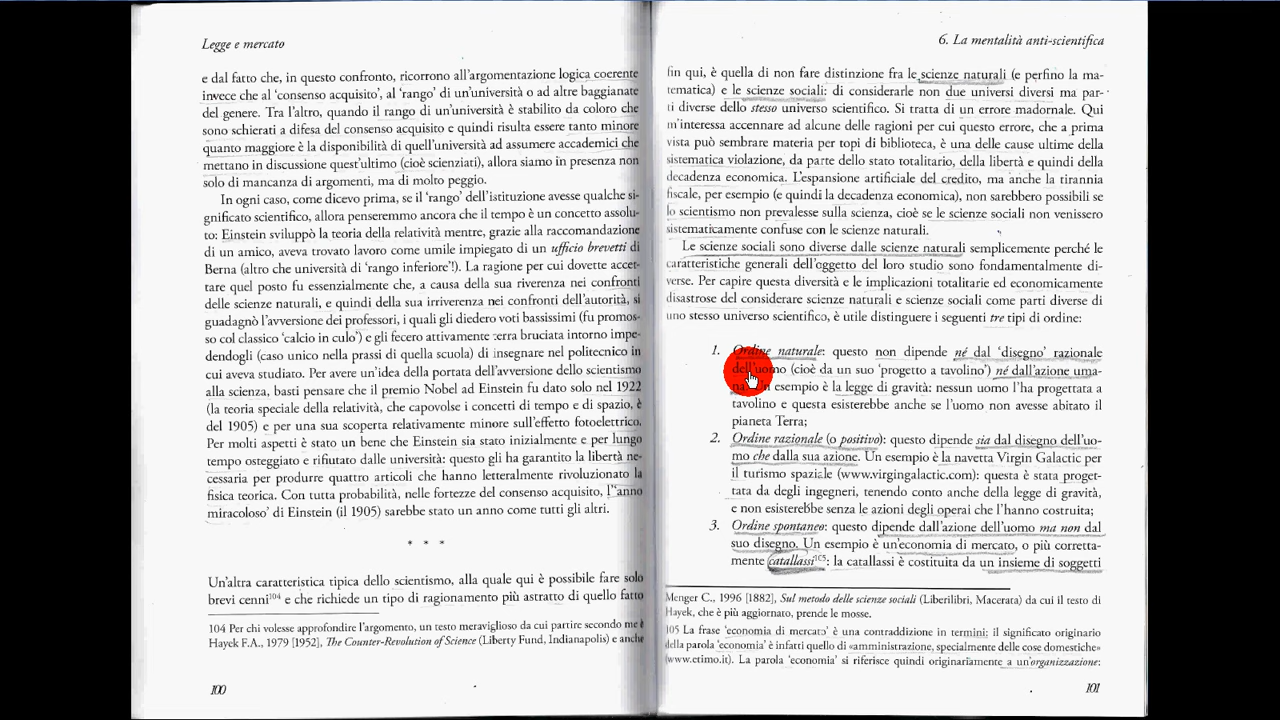 Legge e mercato
e dal fatto che, in questo confronto, ricorrono all'argomentazione logica coerente
invece che al 'consenso acquisito', al 'rango' di un'università o ad altre baggianate
del genere. Tra l'altro, quando il rango di un'università è stabilito da coloro che
sono schierati a difesa del consenso acquisito e quindi risulta essere tanto minore
quanto maggiore è la disponibilità di quell'università ad assumere accademici che
mettano in discussione quest'ultimo (cioè scienziati), allora siamo in presenza non
solo di mancanza di argomenti, ma di molto peggio.
In ogni caso, come dicevo prima, se il 'rango' dell'istituzione avesse qualche si-
gnificato scientifico, allora penseremmo ancora che il tempo è un concetto assolu-
to: Einstein sviluppò la teoria della relatività mentre, grazie alla raccomandazione
di un amico, aveva trovato lavoro come umile impiegato di un ufficio brevetti di
Berna (altro che università di 'rango inferiore'!). La ragione per cui dovette accet-
tare quel posto fu essenzialmente che, a causa della sua riverenza nei confronti
delle scienze naturali, e quindi della sua irriverenza nei confronti dell'autorità, si
guadagnò l'avversione dei professori, i quali gli diedero voti bassissimi (fu promos-
so col classico 'calcio in culo') e gli fecero attivamente terra bruciata intorno impe-
dendogli (caso unico nella prassi di quella scuola) di insegnare nel politecnico in
cui aveva studiato. Per avere un'idea della portata dell'avversione dello scientismo
alla scienza, basti pensare che il premio Nobel ad Einstein fu dato solo nel 1922
(la teoria speciale della relatività, che capovolse i concetti di tempo e di spazio, è
del 1905) e per una sua scoperta relativamente minore sull'effetto fotoelettrico.
Per molti aspetti è stato un bene che Einstein sia stato inizialmente e per lungo
tempo osteggiato e rifiutato dalle università: questo gli ha garantito la libertà ne-
cessaria per produrre quattro articoli che hanno letteralmente rivoluzionato la
fisica teorica. Con tutta probabilità, nelle fortezze del consenso acquisito, l''anno
miracoloso' di Einstein (il 1905) sarebbe stato un anno come tutti gli altri.
* * *
Un'altra caratteristica tipica dello scientismo, alla quale qui è possibile fare solo
brevi cenni104 e che richiede un tipo di ragionamento più astratto di quello fatto
104 Per chi volesse approfondire l'argomento, un testo meraviglioso da cui partire secondo me è
Hayek F.A., 1979 [1952], The Counter-Revolution of Science (Liberty Fund, Indianapolis) e anche
100
6. La mentalità anti-scientifica
fin qui, è quella di non fare distinzione fra le scienze naturali (e perfino la ma-
tematica) e le scienze sociali: di considerarle non due universi diversi ma par-
ti diverse dello stesso universo scientifico. Si tratta di un errore madornale. Qui
m'interessa accennare ad alcune delle ragioni per cui questo errore, che a prima
vista può sembrare materia per topi di biblioteca, è una delle cause ultime della
sistematica violazione, da parte dello stato totalitario, della libertà e quindi della
decadenza economica. L'espansione artificiale del credito, ma anche la tirannia
fiscale, per esempio (e quindi la decadenza economica), non sarebbero possibili se
lo scientismo non prevalesse sulla scienza, cioè se le scienze sociali non venissero
sistematicamente confuse con le scienze naturali.
Le scienze sociali sono diverse dalle scienze naturali semplicemente perché le
caratteristiche generali dell'oggetto del loro studio sono fondamentalmente di-
verse. Per capire questa diversità e le implicazioni totalitarie ed economicamente
disastrose del considerare scienze naturali e scienze sociali come parti diverse di
uno stesso universo scientifico, è utile distinguere i seguenti tre tipi di ordine:
1. Ordine naturale: questo non dipende né dal 'disegno' razionale
dell'uomo (cioè da un suo 'progetto a tavolino') né dall'azione uma-
na. Un esempio è la legge di gravità: nessun uomo l'ha progettata a
tavolino e questa esisterebbe anche se l'uomo non avesse abitato il
pianeta Terra;
2. Ordine razionale (o positivo): questo dipende sia dal disegno dell'uo-
mo che dalla sua azione. Un esempio è la navetta Virgin Galactic per
il turismo spaziale (www.virgingalactic.com): questa è stata proget-
tata da degli ingegneri, tenendo conto anche della legge di gravità,
e non esisterebbe senza le azioni degli operai che l'hanno costruita;
3. Ordine spontaneo: questo dipende dall'azione dell'uomo ma non dal
suo disegno. Un esempio è un'economia di mercato, o più corretta-
mente catallassi105: la catallassi è costituita da un insieme di soggetti
Menger C., 1996 [1882], Sul metodo delle scienze sociali (Liberilibri, Macerata) da cui il testo di
Hayek, che è più aggiornato, prende le mosse.
105 La frase 'economia di mercato' è una contraddizione in termini: il significato originario
della parola 'economia' è infatti quello di «amministrazione, specialmente delle cose domestiche»
(www.etimo.it). La parola 'economia' si riferisce quindi originariamente a un'organizzazione:
101